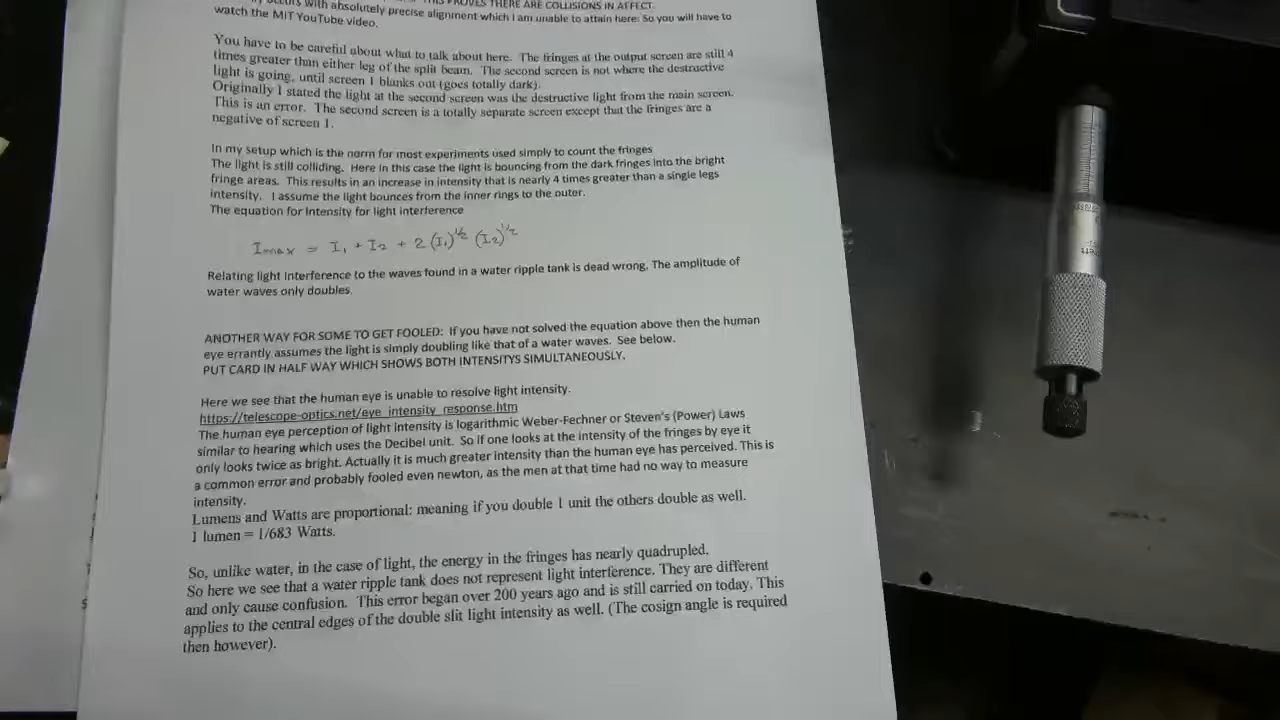 THIS PROVES THERE ARE COLLISIONS IN AFFECT.
with absolutely precise alignment which I am unable to attain here. So you will have to
watch the MIT YouTube video.
You have to be careful about what to talk about here. The fringes at the output screen are still 4
times greater than either leg of the split beam. The second screen is not where the destructive
light is going, until screen 1 blanks out (goes totally dark).
Originally I stated the light at the second screen was the destructive light from the main screen.
This is an error. The second screen is a totally separate screen except that the fringes are a
negative of screen 1.
In my setup which is the norm for most experiments used simply to count the fringes
The light is still colliding. Here in this case the light is bouncing from the dark fringes into the bright
fringe areas. This results in an increase in intensity that is nearly 4 times greater than a single legs
intensity. I assume the light bounces from the inner rings to the outer.
The equation for Intensity for light interference
Imax = I₁ + I₂ + 2 (I₁)^1/2 (I₂)^1/2
Relating light Interference to the waves found in a water ripple tank is dead wrong, The amplitude of
water waves only doubles.
ANOTHER WAY FOR SOME TO GET FOOLED: If you have not solved the equation above then the human
eye errantly assumes the light is simply doubling like that of a water waves. See below.
PUT CARD IN HALF WAY WHICH SHOWS BOTH INTENSITYS SIMULTANEOUSLY.
Here we see that the human eye is unable to resolve light intensity.
https://telescope-optics.net/eye_intensity_response.htm
The human eye perception of light intensity is logarithmic Weber-Fechner or Steven's (Power) Laws
similar to hearing which uses the Decibel unit. So if one looks at the intensity of the fringes by eye it
only looks twice as bright. Actually it is much greater intensity than the human eye has perceived. This is
a common error and probably fooled even newton, as the men at that time had no way to measure
intensity.
Lumens and Watts are proportional: meaning if you double 1 unit the others double as well.
1 lumen = 1/683 Watts.
So, unlike water, in the case of light, the energy in the fringes has nearly quadrupled.
So here we see that a water ripple tank does not represent light interference. They are different
and only cause confusion. This error began over 200 years ago and is still carried on today. This
applies to the central edges of the double slit light intensity as well. (The cosign angle is required
then however).